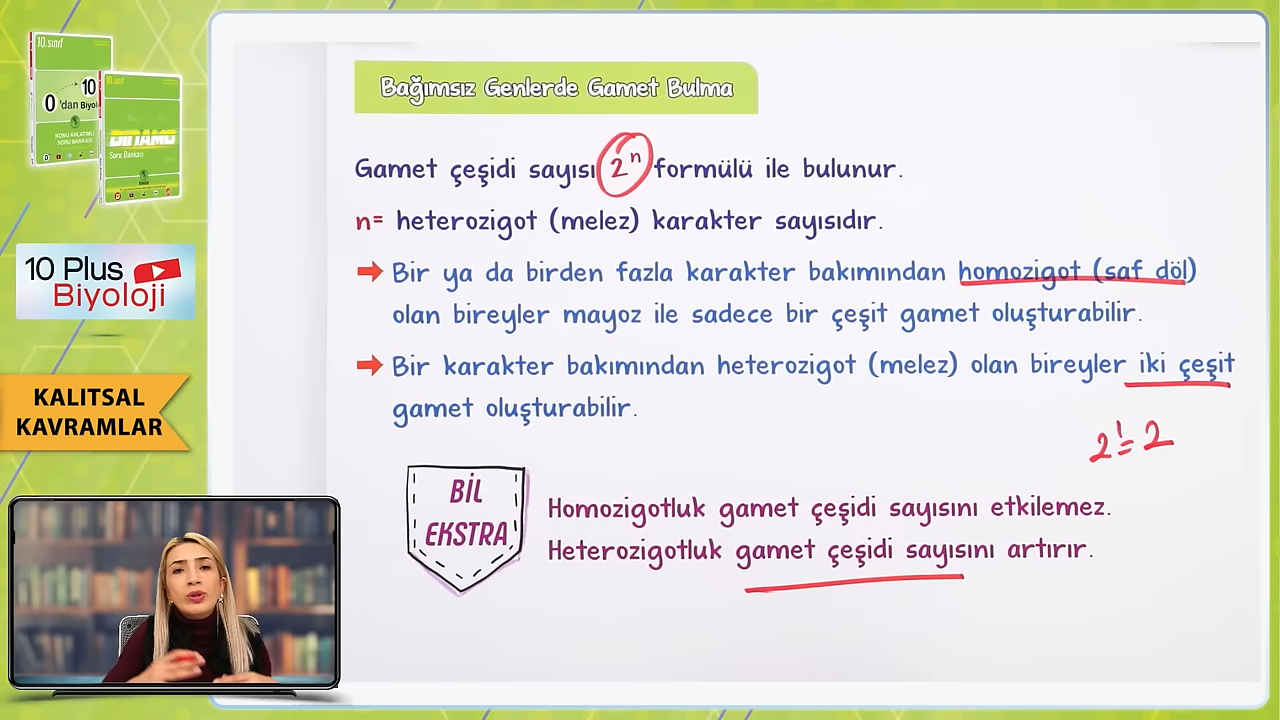 10.sınıf
0
10
'dan Biyol
KONU ANLATIMLI
SORU BANKASI
10.sınıf
DİNAMO
Soru Bankası
10 Plus
Biyoloji
KALITSAL
KAVRAMLAR
Bağımsız Genlerde Gamet Bulma
Gamet çeşidi sayısı 2ⁿ formülü ile bulunur.
n= heterozigot (melez) karakter sayısıdır.
➡ Bir ya da birden fazla karakter bakımından homozigot (saf döl)
olan bireyler mayoz ile sadece bir çeşit gamet oluşturabilir.
➡ Bir karakter bakımından heterozigot (melez) olan bireyler iki çeşit
gamet oluşturabilir.
2¹=2
BİL
EKSTRA
Homozigotluk gamet çeşidi sayısını etkilemez.
Heterozigotluk gamet çeşidi sayısını artırır.